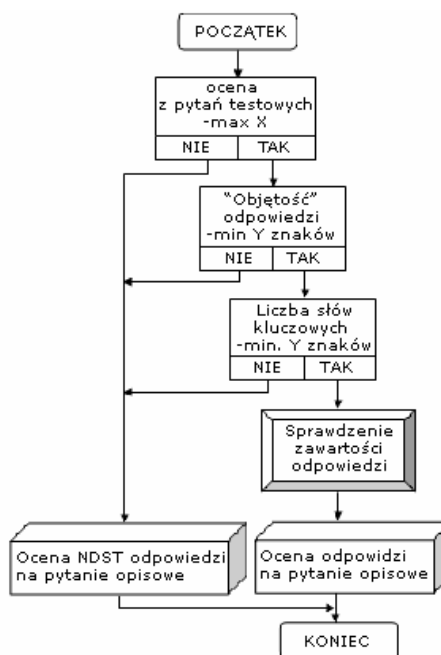 POCZĄTEK
ocena
z pytań testowych
-max X
NIE TAK
"Objętość"
odpowiedzi
-min Y znaków
NIE TAK
Liczba słów
kluczowych
-min. Y znaków
NIE TAK
Sprawdzenie
zawartości
odpowiedzi
Ocena NDST odpowiedzi
na pytanie opisowe
Ocena odpowidzi
na pytanie opisowe
KONIEC